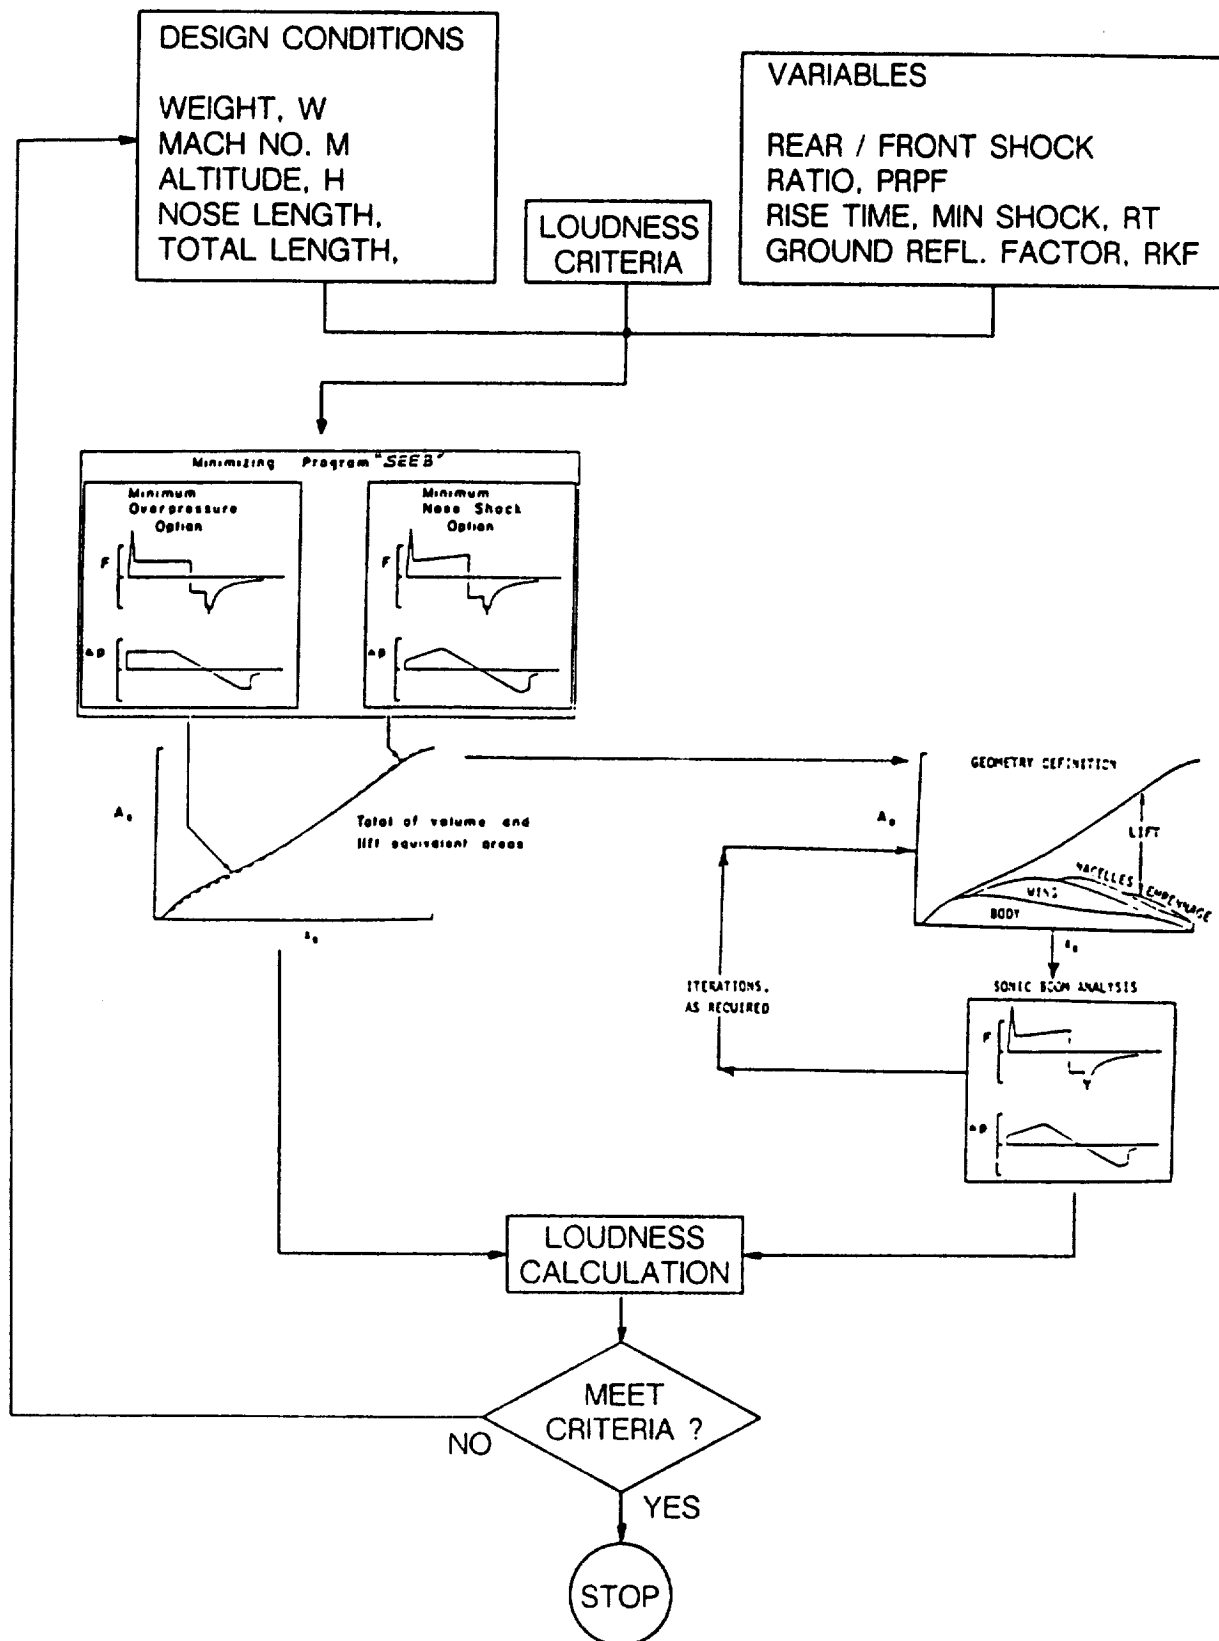 DESIGN CONDITIONS
WEIGHT, W
MACH NO. M
ALTITUDE, H
NOSE LENGTH,
TOTAL LENGTH,
LOUDNESS
CRITERIA
VARIABLES
REAR / FRONT SHOCK
RATIO, PRPF
RISE TIME, MIN SHOCK, RT
GROUND REFL. FACTOR, RKF
Minimizing Program "SEEB"
Minimum
Overpressure
Option
F
Δp
Minimum
Nose Shock
Option
F
Δp
Ae
Total of volume and
lift equivalent areas
xe
GEOMETRY DEFINITION
Ae
LIFT
NACELLES
EMPENNAGE
WING
BODY
xe
ITERATIONS,
AS REQUIRED
SONIC BOOM ANALYSIS
F
Δp
LOUDNESS
CALCULATION
MEET
CRITERIA ?
NO
YES
STOP